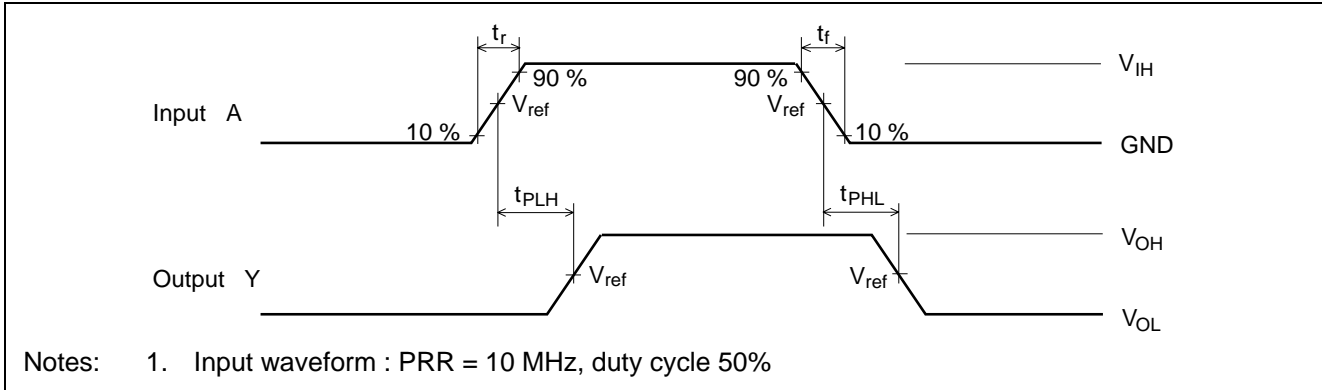 tr
tf
VIH
90 %
90 %
Input A
Vref
Vref
10 %
10 %
GND
tPLH
tPHL
VOH
Output Y
Vref
Vref
VOL
Notes: 1. Input waveform : PRR = 10 MHz, duty cycle 50%